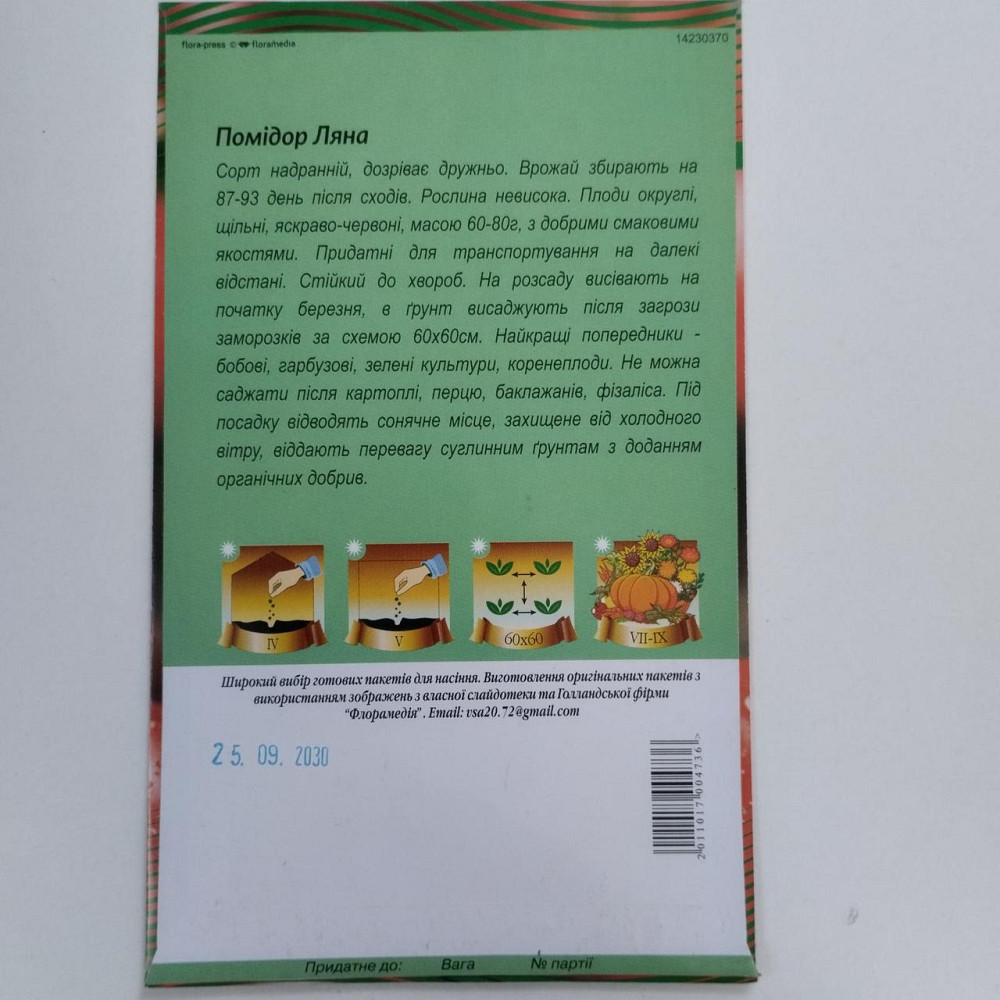 flora-press © floramedia
14230370
Помідор Ляна
Сорт надранній, дозріває дружньо. Врожай збирають на
87-93 день після сходів. Рослина невисока. Плоди округлі,
щільні, яскраво-червоні, масою 60-80г, з добрими смаковими
якостями. Придатні для транспортування на далекі
відстані. Стійкий до хвороб. На розсаду висівають на
початку березня, в ґрунт висаджують після загрози
заморозків за схемою 60х60см. Найкращі попередники -
бобові, гарбузові, зелені культури, коренеплоди. Не можна
саджати після картоплі, перцю, баклажанів, фізаліса. Під
посадку відводять сонячне місце, захищене від холодного
вітру, віддають перевагу суглинним ґрунтам з доданням
органічних добрив.
IV
V
60x60
VII-IX
Широкий вибір готових пакетів для насіння. Виготовлення оригінальних пакетів з
використанням зображень з власної слайдотеки та Голландської фірми
“Флорамедія”. Email: vsa20.72@gmail.com
25. 09. 2030
2011017004736>
Придатне до: Вага № партії